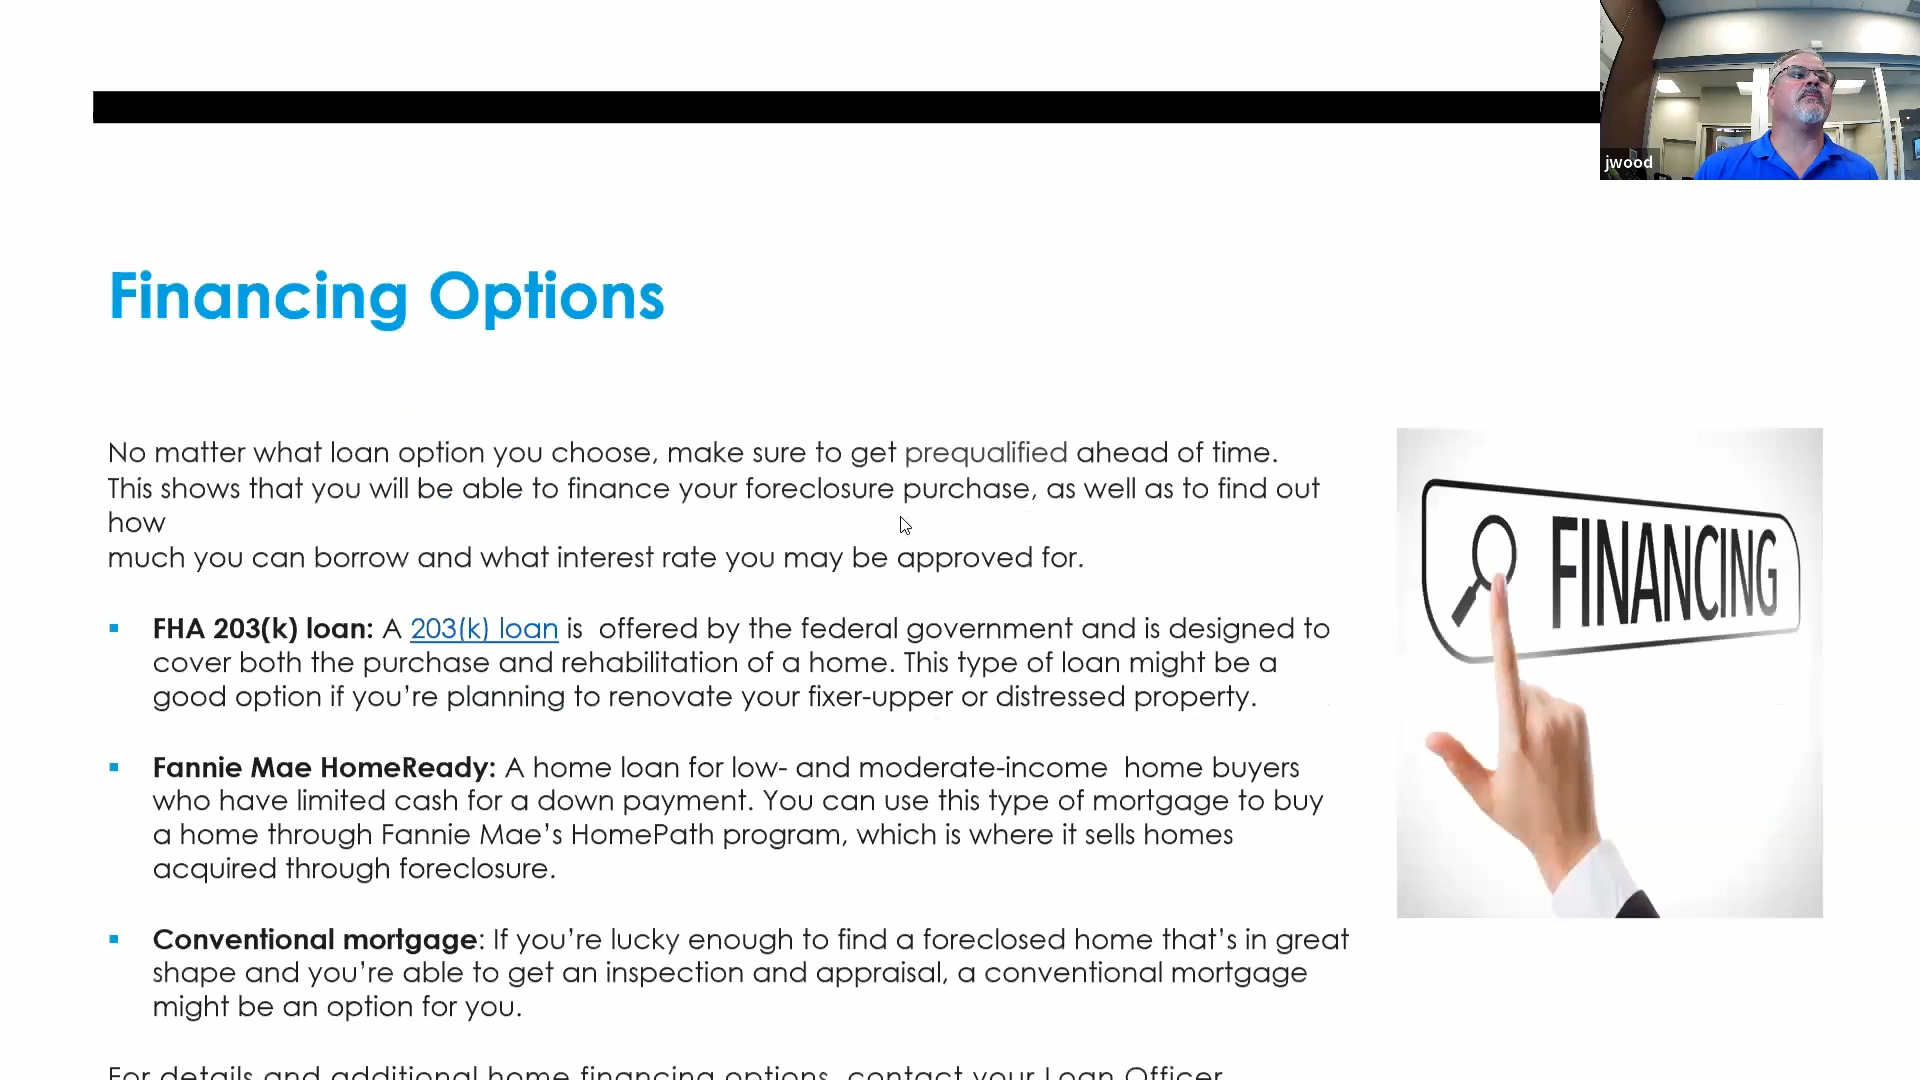 jwood
Financing Options
No matter what loan option you choose, make sure to get prequalified ahead of time.
This shows that you will be able to finance your foreclosure purchase, as well as to find out
how
much you can borrow and what interest rate you may be approved for.
▪ FHA 203(k) loan: A 203(k) loan is  offered by the federal government and is designed to
cover both the purchase and rehabilitation of a home. This type of loan might be a
good option if you’re planning to renovate your fixer-upper or distressed property.
▪ Fannie Mae HomeReady: A home loan for low- and moderate-income  home buyers
who have limited cash for a down payment. You can use this type of mortgage to buy
a home through Fannie Mae’s HomePath program, which is where it sells homes
acquired through foreclosure.
▪ Conventional mortgage: If you’re lucky enough to find a foreclosed home that’s in great
shape and you’re able to get an inspection and appraisal, a conventional mortgage
might be an option for you.
For details and additional home financing options, contact your Loan Officer
FINANCING